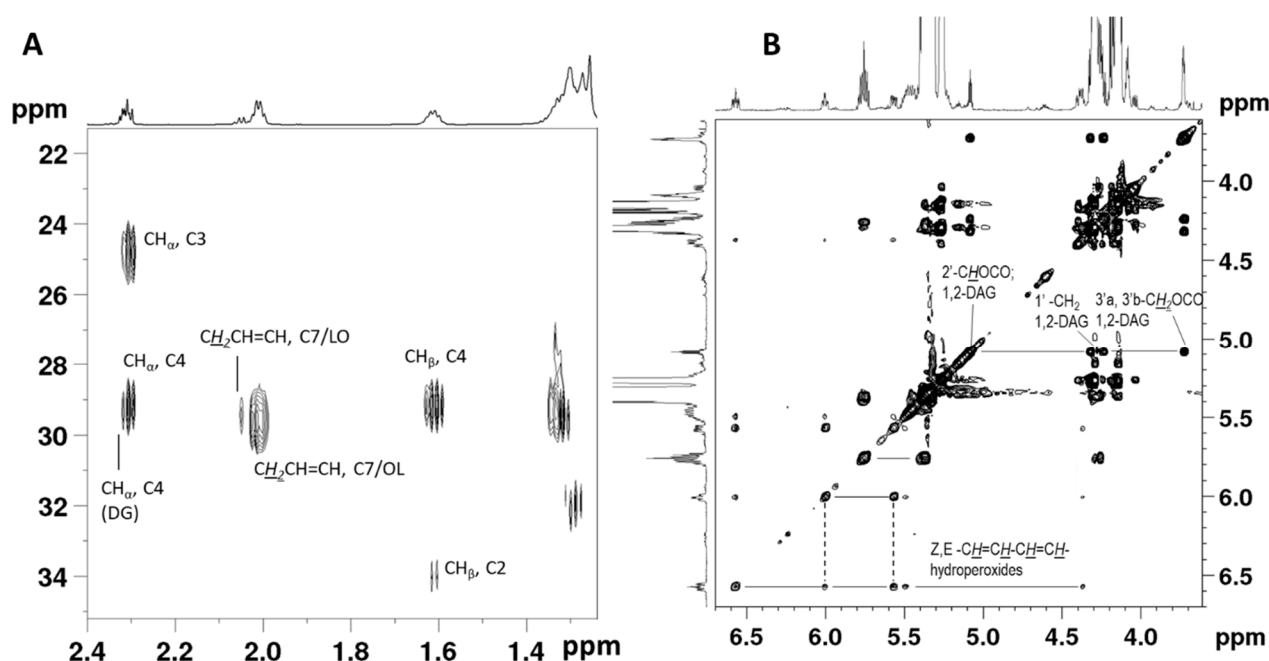 A
ppm
22
24
26
28
30
32
34
CHα, C3
CHα, C4
CH2CH=CH, C7/LO
CHβ, C4
CH2CH=CH, C7/OL
CHα, C4
(DG)
CHβ, C2
2.4 2.2 2.0 1.8 1.6 1.4 ppm
B
ppm
4.0
4.5
5.0
5.5
6.0
6.5
2'-CHOCO;
1,2-DAG
1' -CH2
1,2-DAG
3'a, 3'b-CH2OCO
1,2-DAG
Z,E -CH=CH-CH=CH-
hydroperoxides
6.5 6.0 5.5 5.0 4.5 4.0 ppm